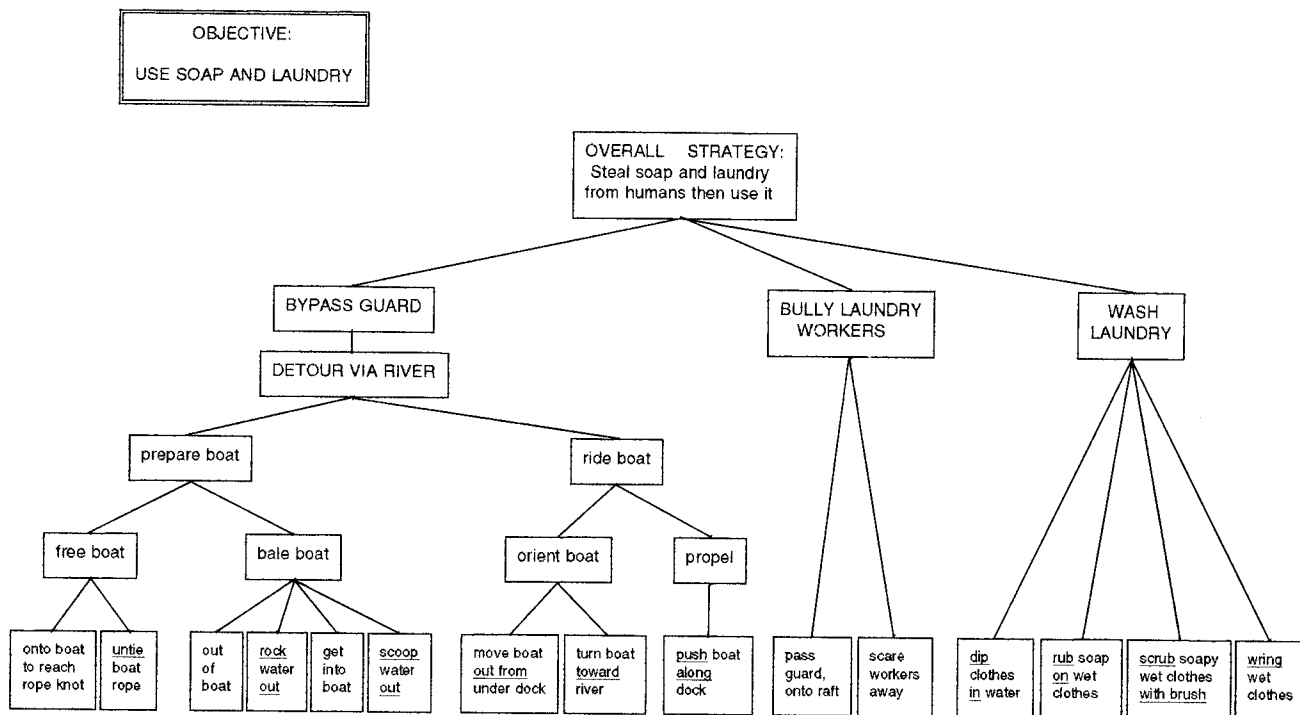 OBJECTIVE:
USE SOAP AND LAUNDRY
OVERALL STRATEGY:
Steal soap and laundry
from humans then use it
BYPASS GUARD
BULLY LAUNDRY
WORKERS
WASH
LAUNDRY
DETOUR VIA RIVER
prepare boat
ride boat
free boat
bale boat
orient boat
propel
onto boat
to reach
rope knot
untie
boat
rope
out
of
boat
rock
water
out
get
into
boat
scoop
water
out
move boat
out from
under dock
turn boat
toward
river
push boat
along
dock
pass
guard,
onto raft
scare
workers
away
dip
clothes
in water
rub soap
on wet
clothes
scrub soapy
wet clothes
with brush
wring
wet
clothes